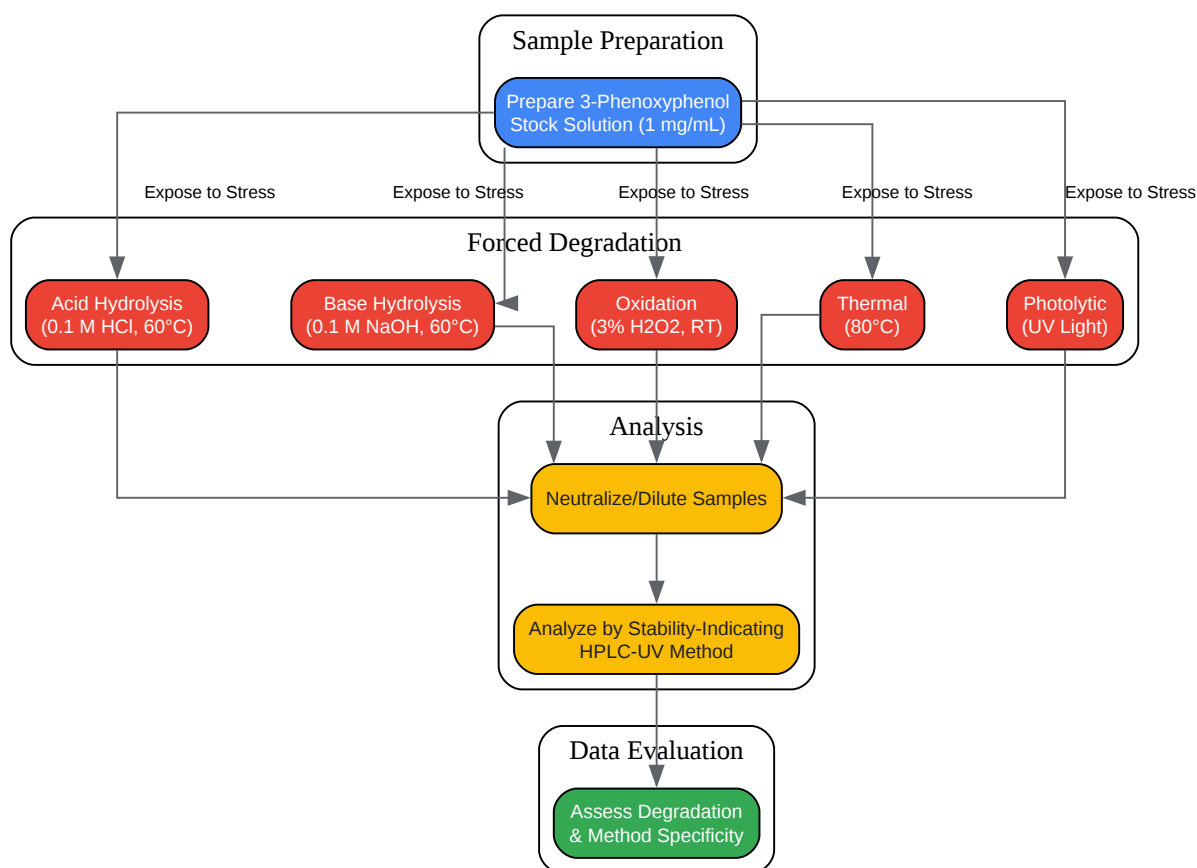 Sample Preparation
Prepare 3-Phenoxyphenol
Stock Solution (1 mg/mL)
Expose to Stress
Expose to Stress
Expose to Stress
Expose to Stress
Expose to Stress
Forced Degradation
Acid Hydrolysis
(0.1 M HCl, 60°C)
Base Hydrolysis
(0.1 M NaOH, 60°C)
Oxidation
(3% H2O2, RT)
Thermal
(80°C)
Photolytic
(UV Light)
Analysis
Neutralize/Dilute Samples
Analyze by Stability-Indicating
HPLC-UV Method
Data Evaluation
Assess Degradation
& Method Specificity